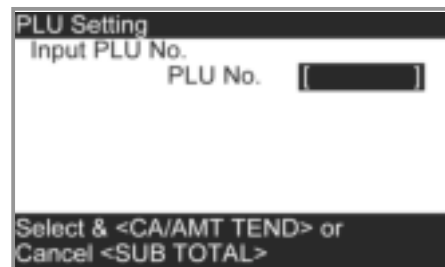 PLU Setting
Input PLU No.
PLU No. [ ]
Select & <CA/AMT TEND> or
Cancel <SUB TOTAL>